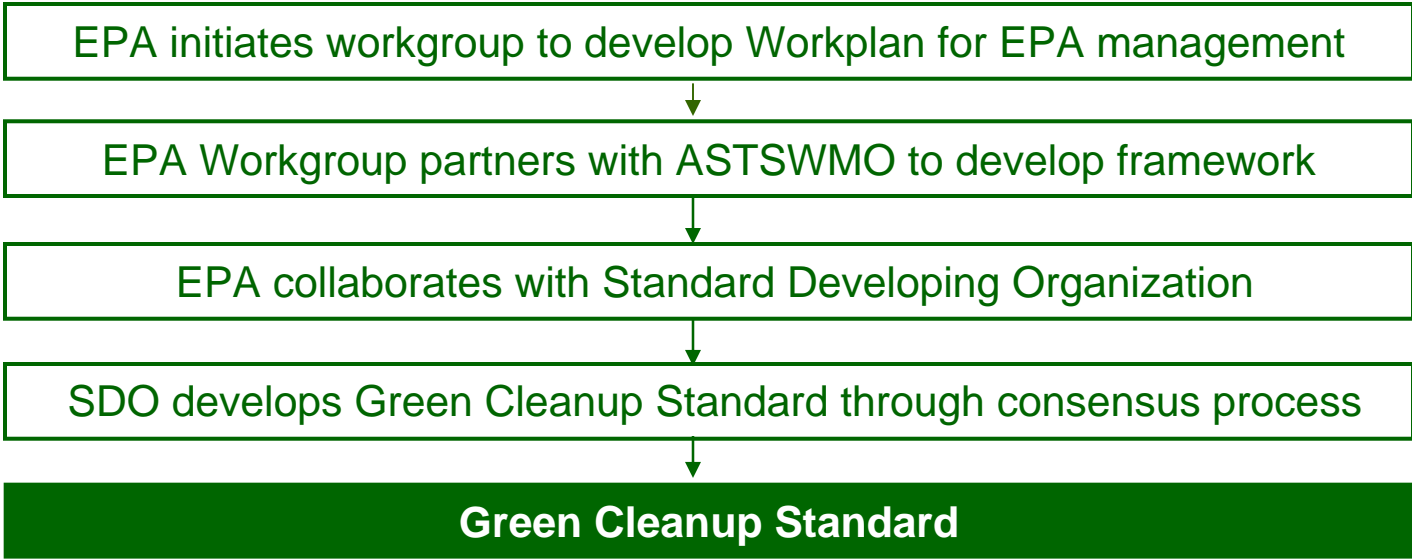 EPA initiates workgroup to develop Workplan for EPA management
EPA Workgroup partners with ASTSWMO to develop framework
EPA collaborates with Standard Developing Organization
SDO develops Green Cleanup Standard through consensus process
Green Cleanup Standard